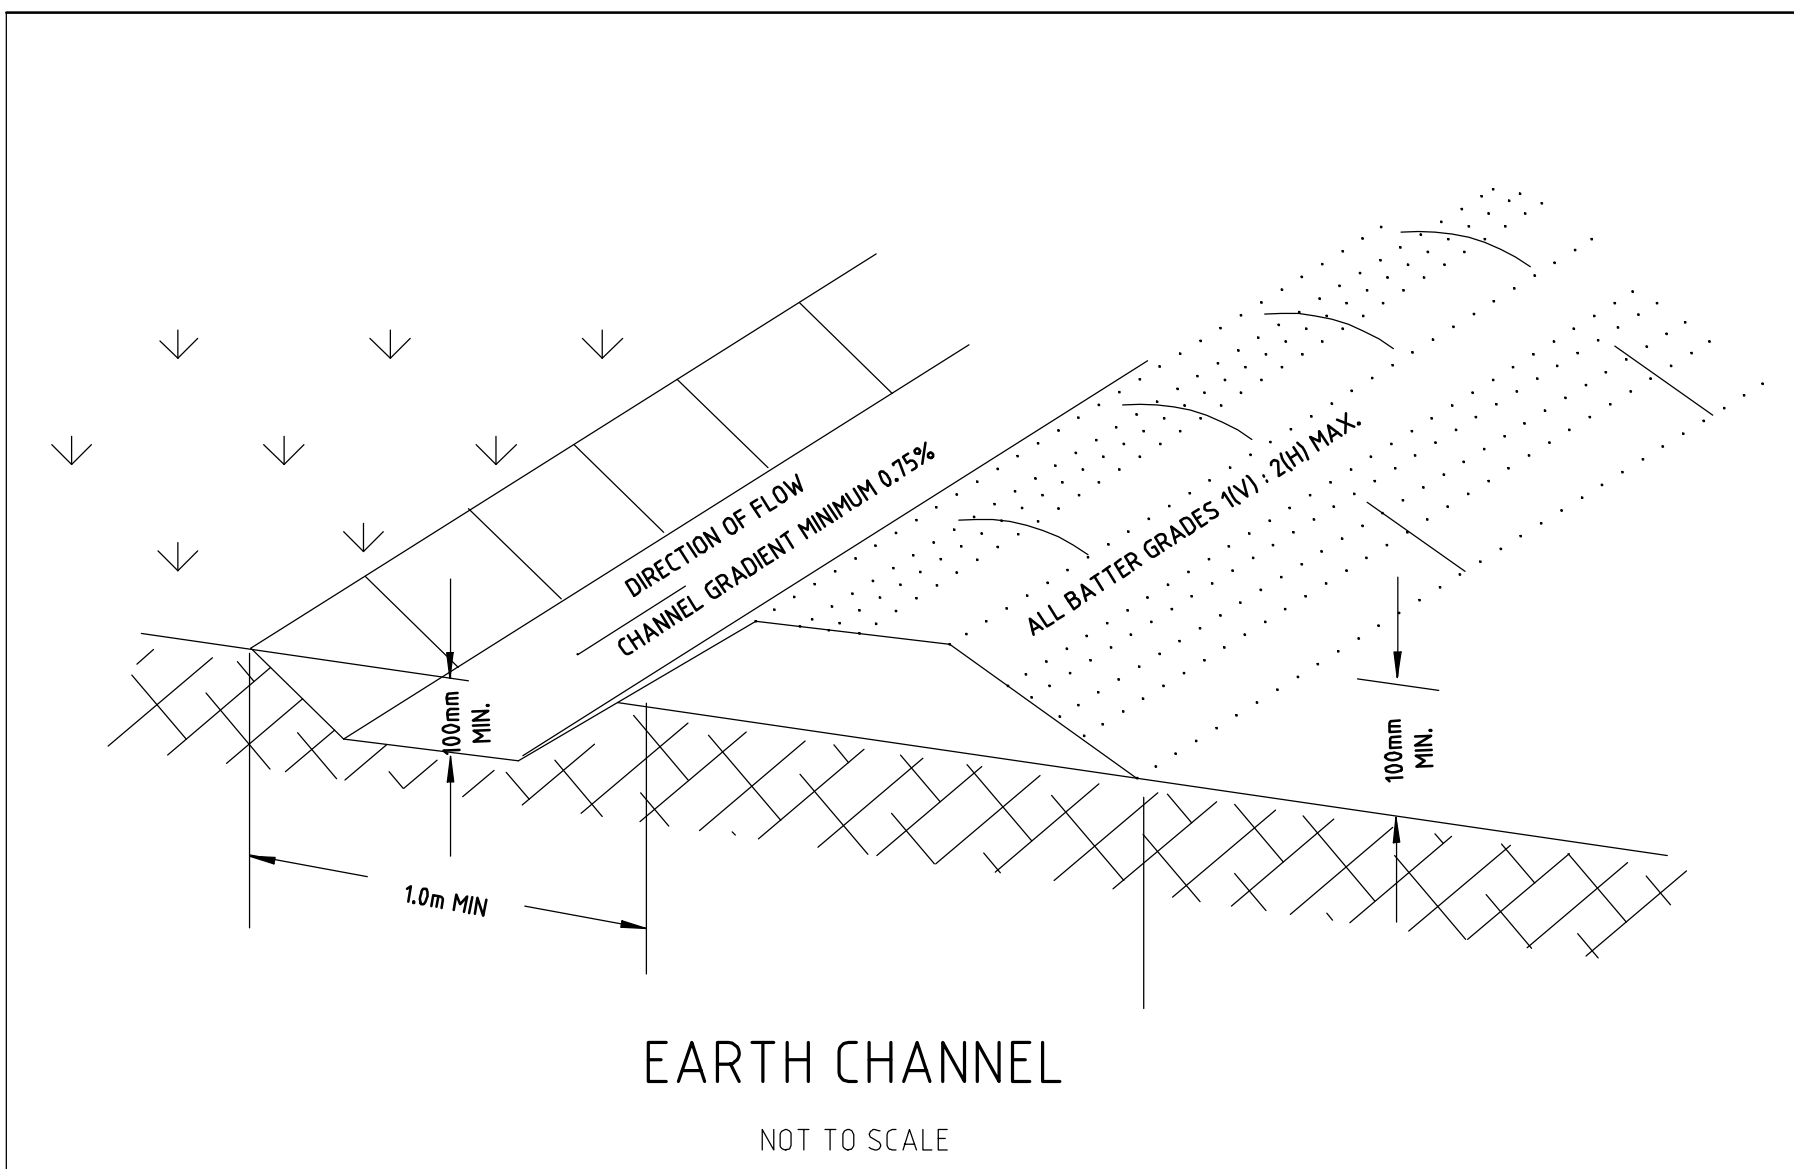 DIRECTION OF FLOW
CHANNEL GRADIENT MINIMUM 0.75%
ALL BATTER GRADES 1(V) : 2(H) MAX.
100mm
MIN.
100mm
MIN.
1.0m MIN
EARTH CHANNEL
NOT TO SCALE